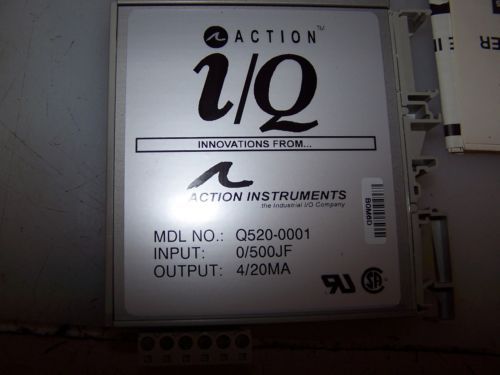 ACTION™
i/Q
INNOVATIONS FROM...
ACTION INSTRUMENTS
the Industrial I/O Company
MDL NO.: Q520-0001
INPUT: 0/500JF
OUTPUT: 4/20MA